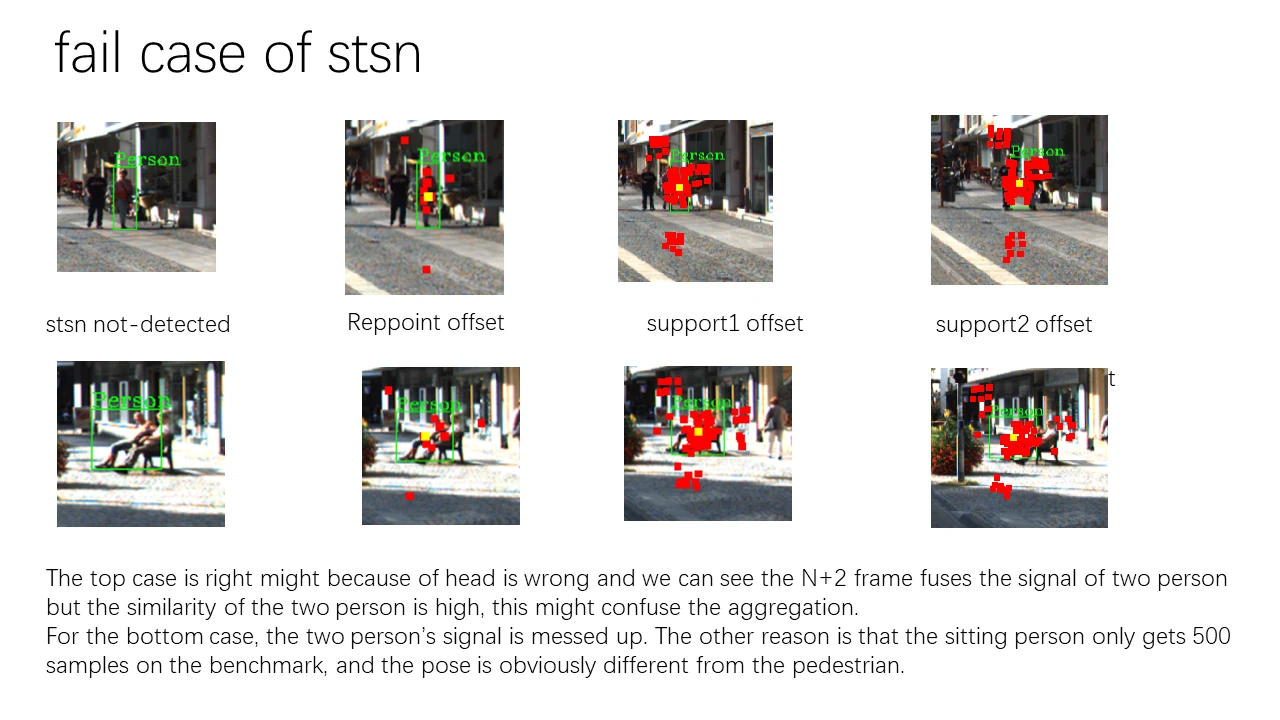 fail case of stsn
Person
Person
Person
Person
stsn not-detected
Reppoint offset
support1 offset
support2 offset
t
Person
Person
Person
Person
The top case is right might because of head is wrong and we can see the N+2 frame fuses the signal of two person
but the similarity of the two person is high, this might confuse the aggregation.
For the bottom case, the two person's signal is messed up. The other reason is that the sitting person only gets 500
samples on the benchmark, and the pose is obviously different from the pedestrian.